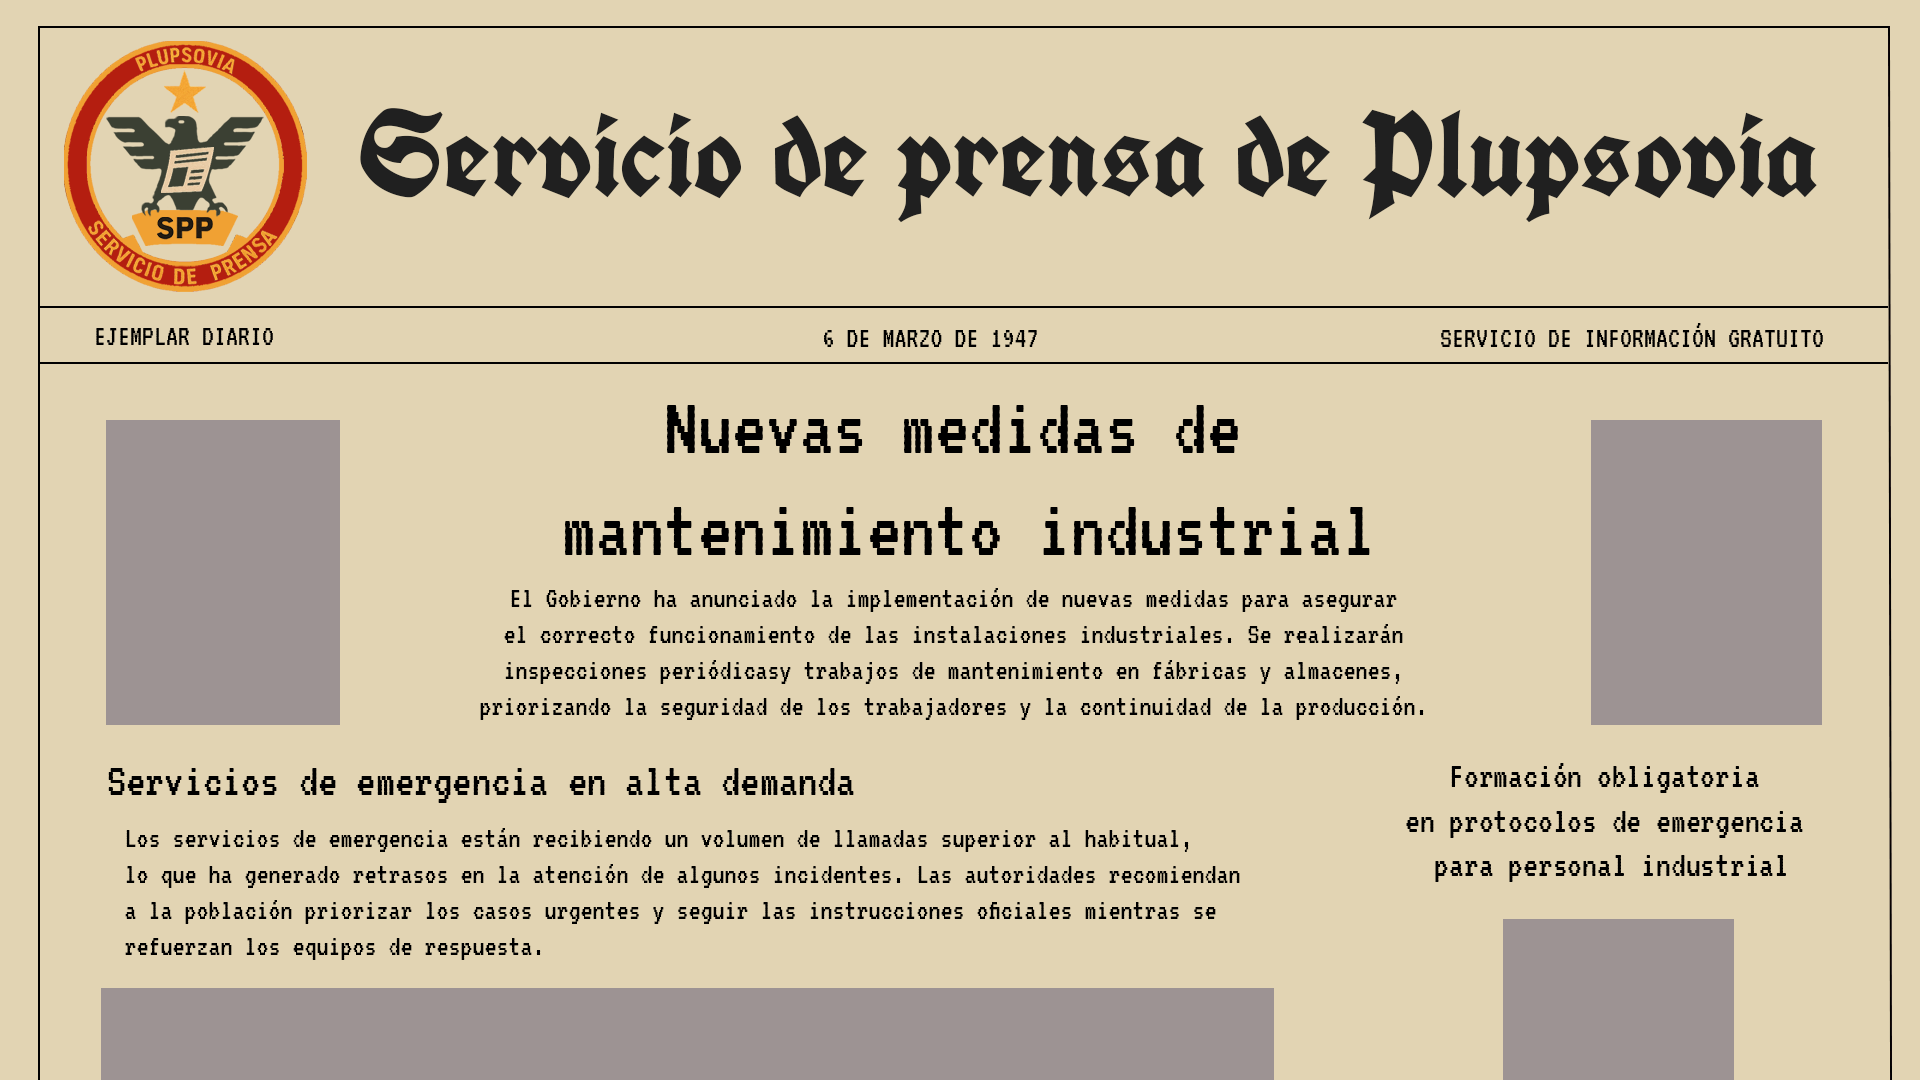 PLUPSOVIA
SPP
SERVICIO DE PRENSA
Servicio de prensa de Plupsovia
EJEMPLAR DIARIO
6 DE MARZO DE 1947
SERVICIO DE INFORMACIÓN GRATUITO
Nuevas medidas de
mantenimiento industrial
El Gobierno ha anunciado la implementación de nuevas medidas para asegurar
el correcto funcionamiento de las instalaciones industriales. Se realizarán
inspecciones periódicasy trabajos de mantenimiento en fábricas y almacenes,
priorizando la seguridad de los trabajadores y la continuidad de la producción.
Servicios de emergencia en alta demanda
Los servicios de emergencia están recibiendo un volumen de llamadas superior al habitual,
lo que ha generado retrasos en la atención de algunos incidentes. Las autoridades recomiendan
a la población priorizar los casos urgentes y seguir las instrucciones oficiales mientras se
refuerzan los equipos de respuesta.
Formación obligatoria
en protocolos de emergencia
para personal industrial